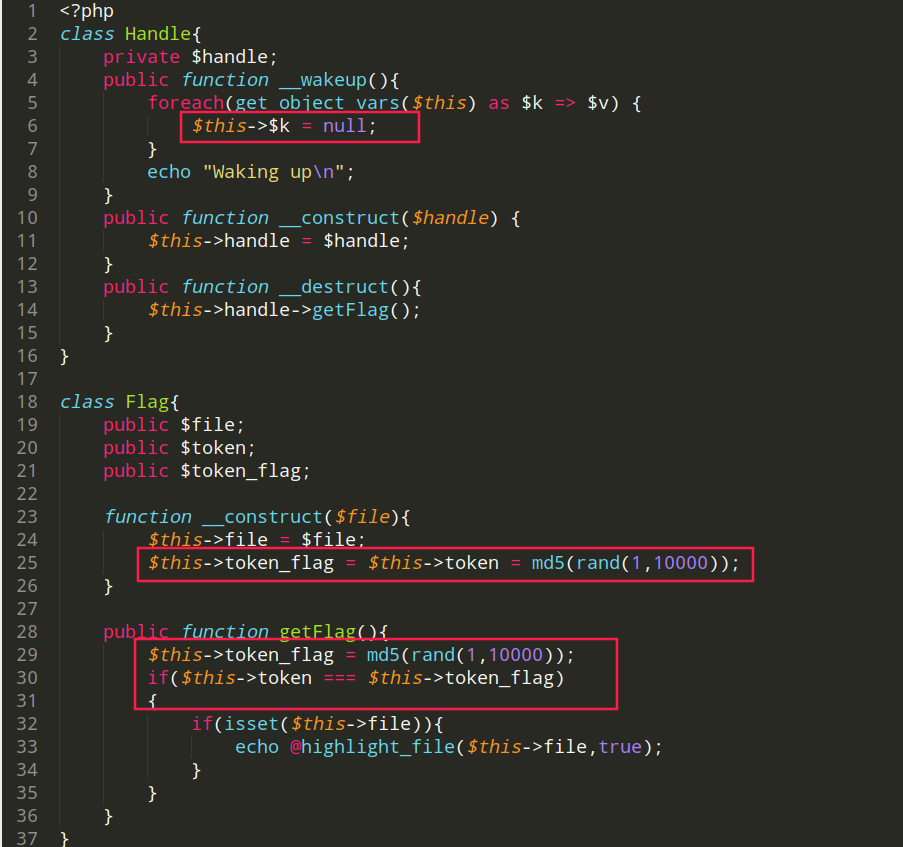 1 <?php
2 class Handle{
3 private $handle;
4 public function __wakeup(){
5 foreach(get_object_vars($this) as $k => $v) {
6 $this->$k = null;
7 }
8 echo "Waking up\n";
9 }
10 public function __construct($handle) {
11 $this->handle = $handle;
12 }
13 public function __destruct(){
14 $this->handle->getFlag();
15 }
16 }
17
18 class Flag{
19 public $file;
20 public $token;
21 public $token_flag;
22
23 function __construct($file){
24 $this->file = $file;
25 $this->token_flag = $this->token = md5(rand(1,10000));
26 }
27
28 public function getFlag(){
29 $this->token_flag = md5(rand(1,10000));
30 if($this->token === $this->token_flag)
31 {
32 if(isset($this->file)){
33 echo @highlight_file($this->file,true);
34 }
35 }
36 }
37 }